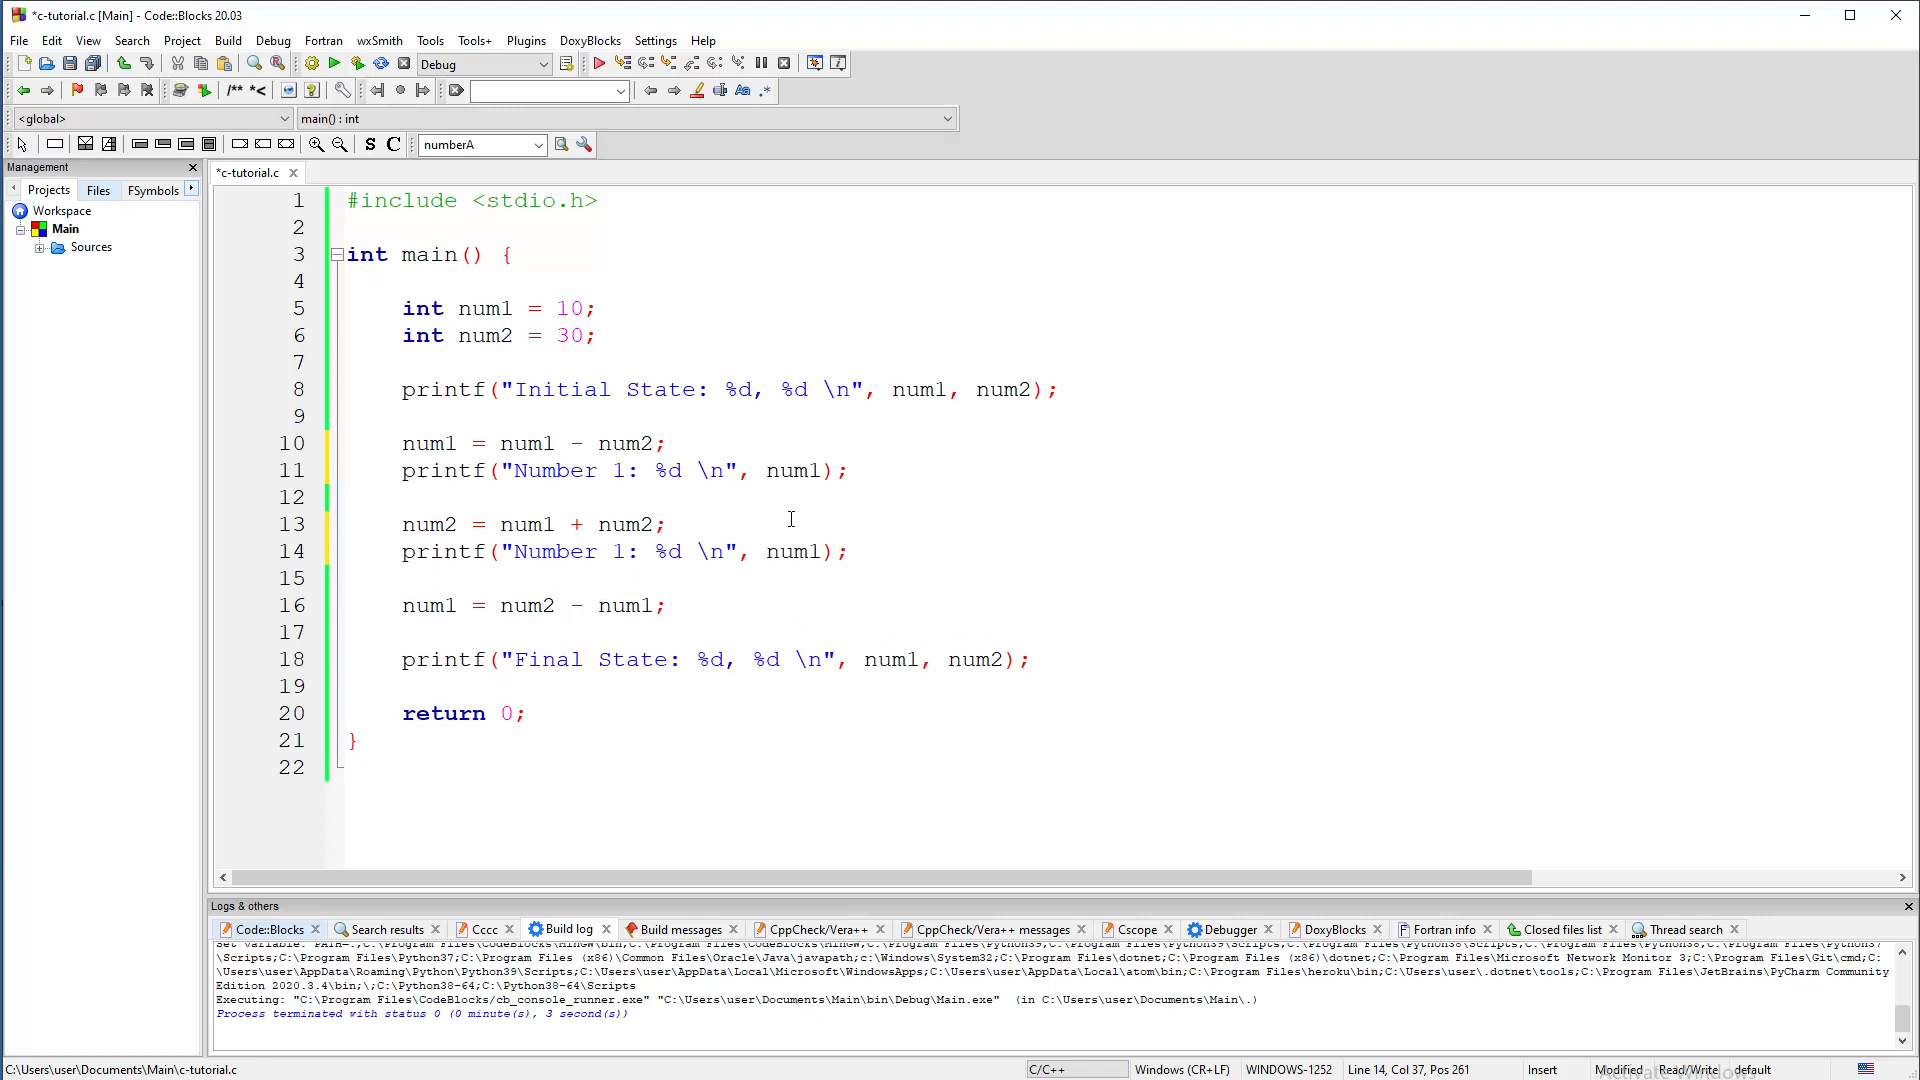 *c-tutorial.c [Main] - Code::Blocks 20.03
File Edit View Search Project Build Debug Fortran wxSmith Tools Tools+ Plugins DoxyBlocks Settings Help
Debug
/** *<
<global> main() : int
S C numberA
Management
Projects Files FSymbols
Workspace
Main
Sources
*c-tutorial.c
1 #include <stdio.h>
2
3 int main() {
4
5 int num1 = 10;
6 int num2 = 30;
7
8 printf("Initial State: %d, %d \n", num1, num2);
9
10 num1 = num1 - num2;
11 printf("Number 1: %d \n", num1);
12
13 num2 = num1 + num2;
14 printf("Number 1: %d \n", num1);
15
16 num1 = num2 - num1;
17
18 printf("Final State: %d, %d \n", num1, num2);
19
20 return 0;
21 }
22
Logs & others
Code::Blocks Search results Cccc Build log Build messages CppCheck/Vera++ CppCheck/Vera++ messages Cscope Debugger DoxyBlocks Fortran info Closed files list Thread search
\Scripts;C:\Program Files\Python37;C:\Program Files (x86)\Common Files\Oracle\Java\javapath;c:\Windows\System32;C:\Program Files\dotnet;C:\Program Files (x86)\dotnet;C:\Program Files\Microsoft Network Monitor 3;C:\Program Files\Git\cmd;C:
\Users\user\AppData\Roaming\Python\Python39\Scripts;C:\Users\user\AppData\Local\Microsoft\WindowsApps;C:\Users\user\AppData\Local\atom\bin;C:\Program Files\heroku\bin;C:\Users\user\.dotnet\tools;C:\Program Files\JetBrains\PyCharm Community
Edition 2020.3.4\bin;\;C:\Python38-64;C:\Python38-64\Scripts
Executing: "C:\Program Files\CodeBlocks/cb_console_runner.exe" "C:\Users\user\Documents\Main\bin\Debug\Main.exe" (in C:\Users\user\Documents\Main\.)
Process terminated with status 0 (0 minute(s), 3 second(s))
C:\Users\user\Documents\Main\c-tutorial.c C/C++ Windows (CR+LF) WINDOWS-1252 Line 14, Col 37, Pos 261 Insert Modified Read/Write default
Activate Windows